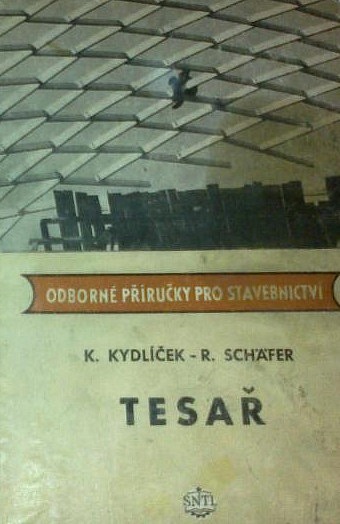 ODBORNÉ PŘÍRUČKY PRO STAVEBNICTVÍ
K. KYDLÍČEK - R. SCHÄFER
TESAŘ
SNTL